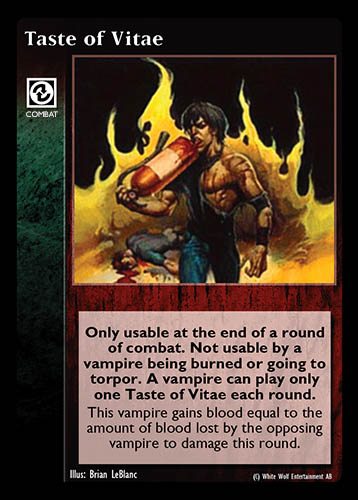 Taste of Vitae
COMBAT
Only usable at the end of a round
of combat. Not usable by a
vampire being burned or going to
torpor. A vampire can play only
one Taste of Vitae each round.
This vampire gains blood equal to the
amount of blood lost by the opposing
vampire to damage this round.
Illus: Brian LeBlanc
(C) White Wolf Entertainment AB